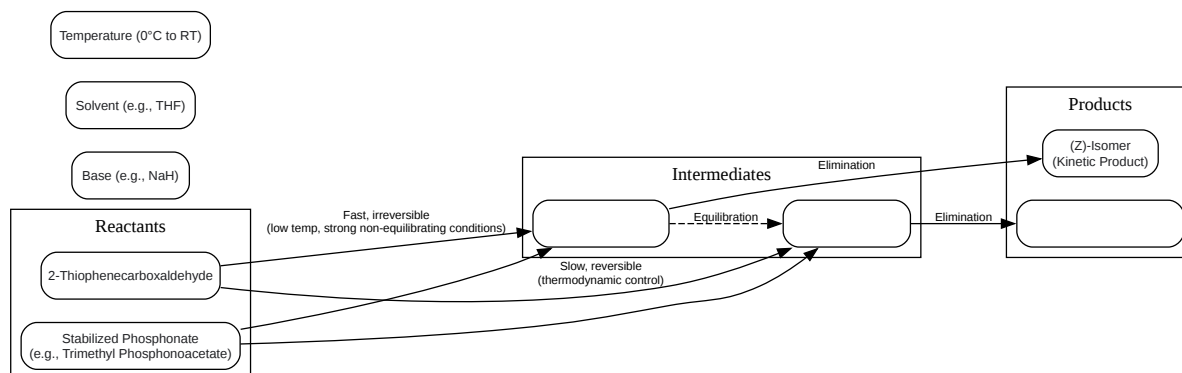 Temperature (0°C to RT)
Solvent (e.g., THF)
Base (e.g., NaH)
Reactants
2-Thiophenecarboxaldehyde
Stabilized Phosphonate
(e.g., Trimethyl Phosphonoacetate)
Fast, irreversible
(low temp, strong non-equilibrating conditions)
Slow, reversible
(thermodynamic control)
Intermediates
Equilibration
Elimination
Elimination
Products
(Z)-Isomer
(Kinetic Product)